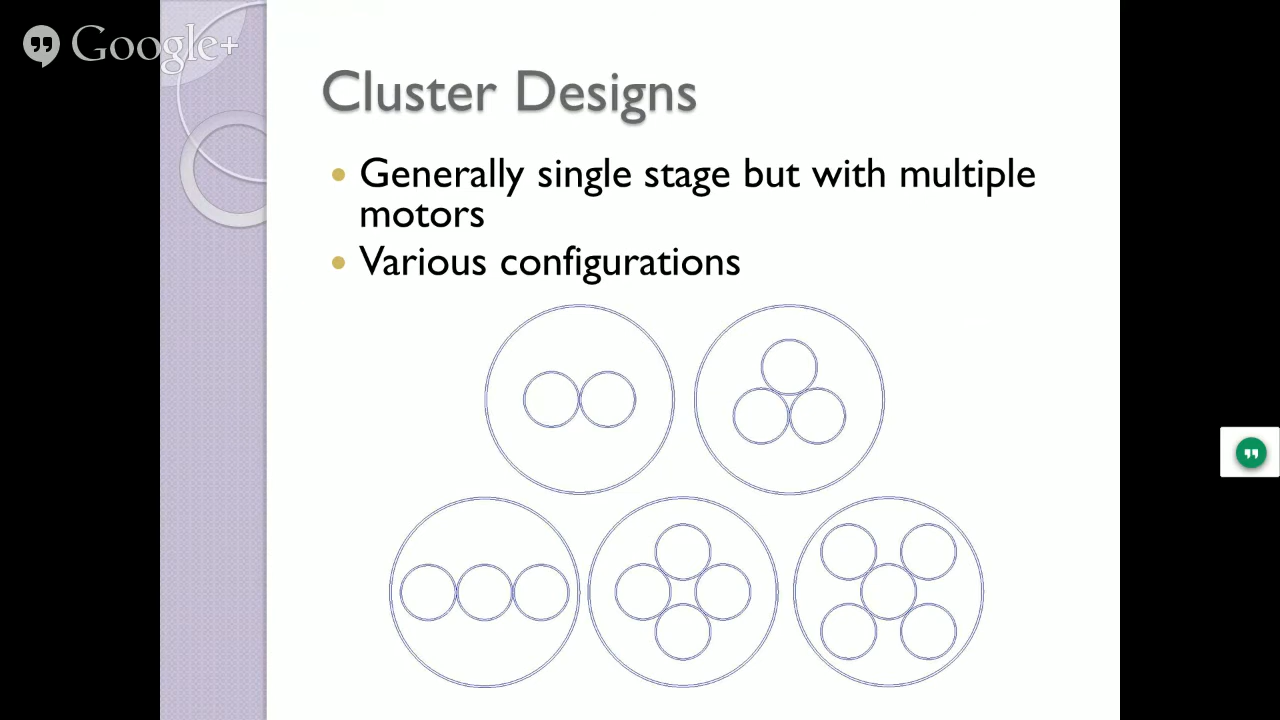 Google+
Cluster Designs
Generally single stage but with multiple
motors
Various configurations